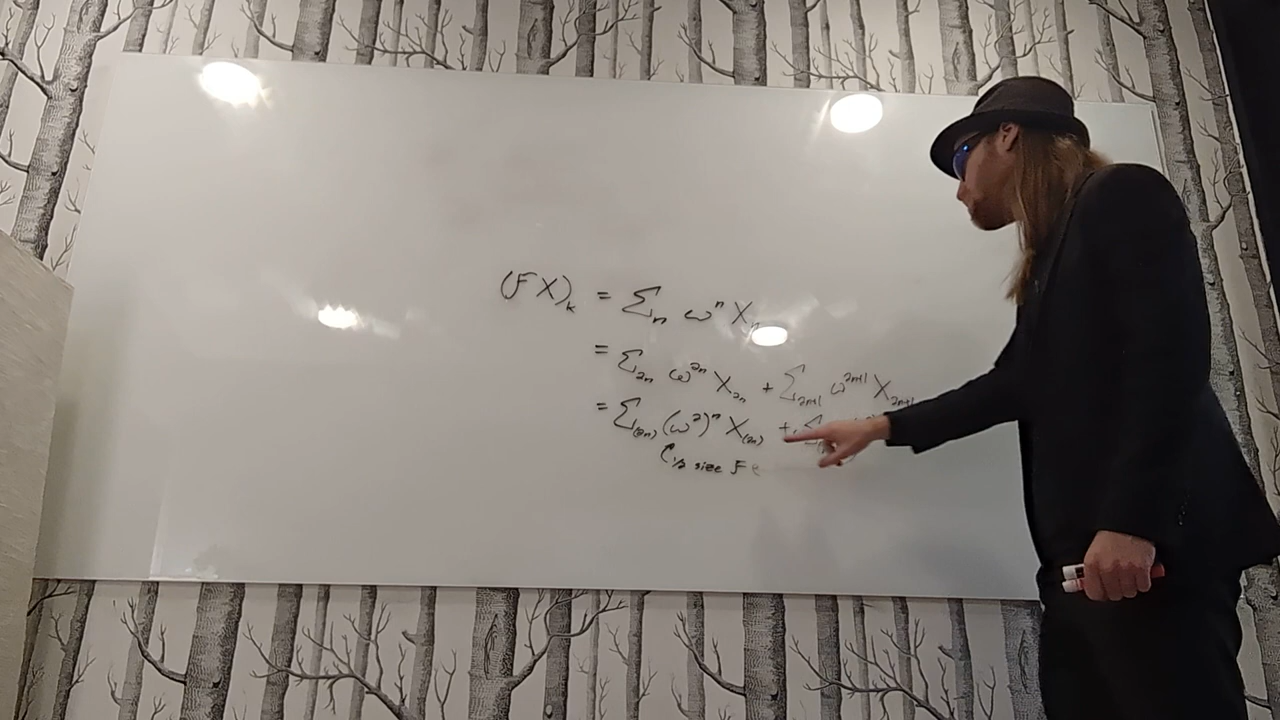 (FX)ₖ = Σₙ ωⁿ Xₙ
= Σ₂ₙ ω²ⁿ X₂ₙ + Σ₂ₙ₊₁ ω²ⁿ⁺¹ X₂ₙ₊₁
= Σ₍₂ₙ₎ (ω²)ⁿ X₍₂ₙ₎ + Σ
½ size F